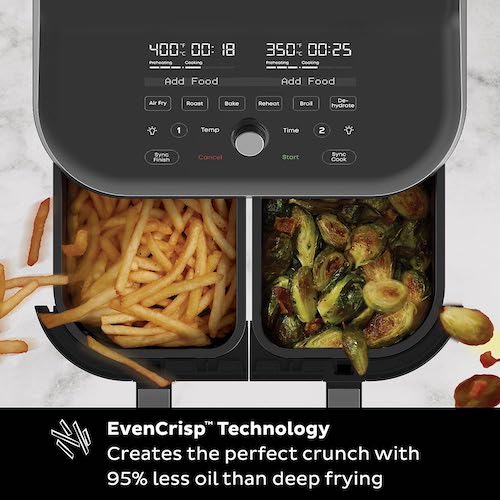 400°F 00:18 350°F 00:25
Preheating Cooking Preheating Cooking
Add Food Add Food
Air Fry Roast Bake Reheat Broil De-hydrate
1 Temp Time 2
Sync Finish Cancel Start Sync Cook
EvenCrisp™ Technology
Creates the perfect crunch with
95% less oil than deep frying